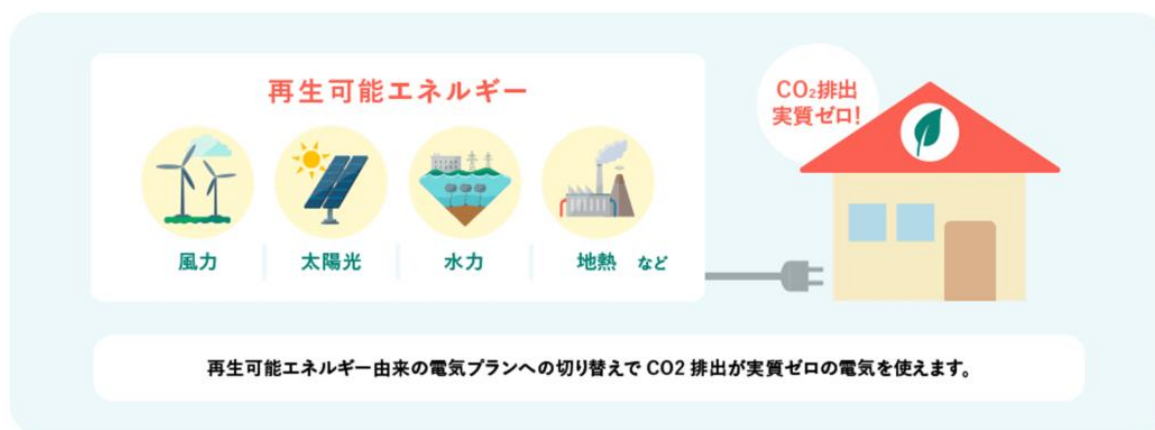 再生可能エネルギー
CO₂排出
実質ゼロ!
風力
太陽光
水力
地熱 など
再生可能エネルギー由来の電気プランへの切り替えで CO2 排出が実質ゼロの電気を使えます。